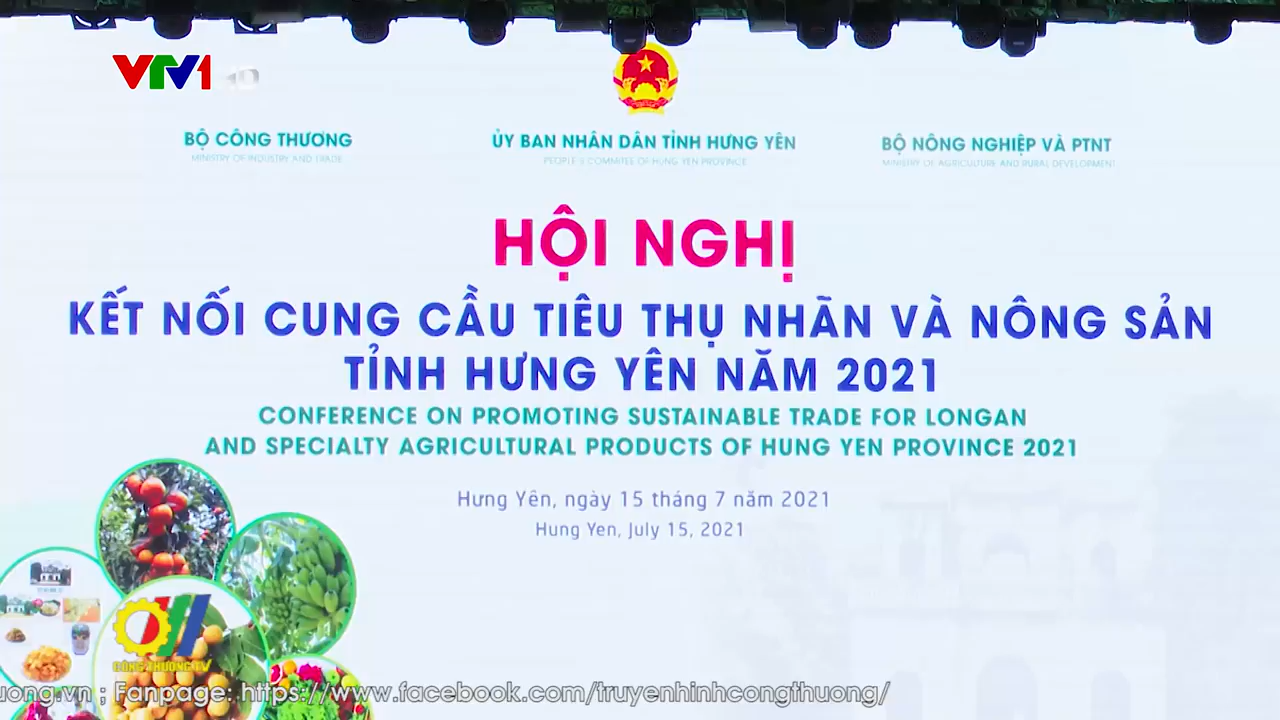 VTV1 HD
BỘ CÔNG THƯƠNG
MINISTRY OF INDUSTRY AND TRADE
ỦY BAN NHÂN DÂN TỈNH HƯNG YÊN
PEOPLE'S COMMITEE OF HUNG YEN PROVINCE
BỘ NÔNG NGHIỆP VÀ PTNT
MINISTRY OF AGRICULTURE AND RURAL DEVELOPMENT
HỘI NGHỊ
KẾT NỐI CUNG CẦU TIÊU THỤ NHÃN VÀ NÔNG SẢN
TỈNH HƯNG YÊN NĂM 2021
CONFERENCE ON PROMOTING SUSTAINABLE TRADE FOR LONGAN
AND SPECIALTY AGRICULTURAL PRODUCTS OF HUNG YEN PROVINCE 2021
Hưng Yên, ngày 15 tháng 7 năm 2021
Hung Yen, July 15, 2021
CÔNG THƯƠNG TV
uong.vn ; Fanpage: https://www.facebook.com/truyenhinhcongthuong/